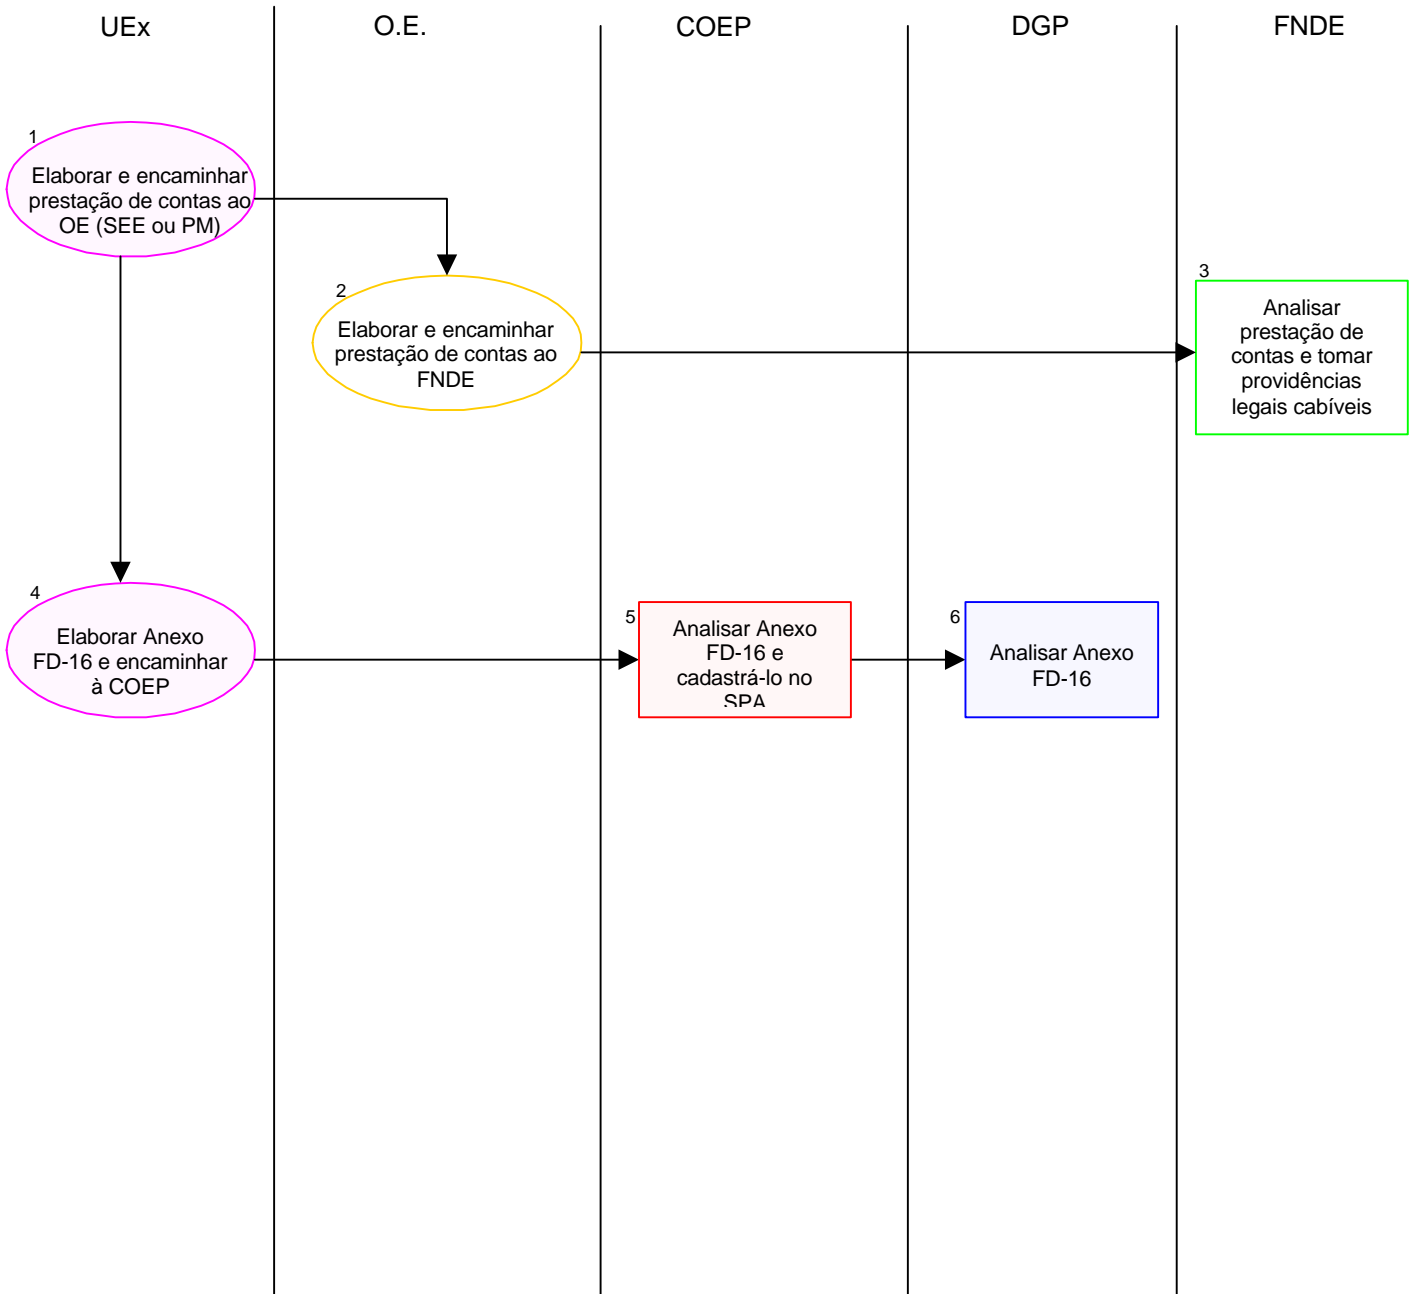 UEx
O.E.
COEP
DGP
FNDE
1
Elaborar e encaminhar
prestação de contas ao
OE (SEE ou PM)
2
Elaborar e encaminhar
prestação de contas ao
FNDE
3
Analisar
prestação de
contas e tomar
providências
legais cabíveis
4
Elaborar Anexo
FD-16 e encaminhar
à COEP
5
Analisar Anexo
FD-16 e
cadastrá-lo no
SPA
6
Analisar Anexo
FD-16